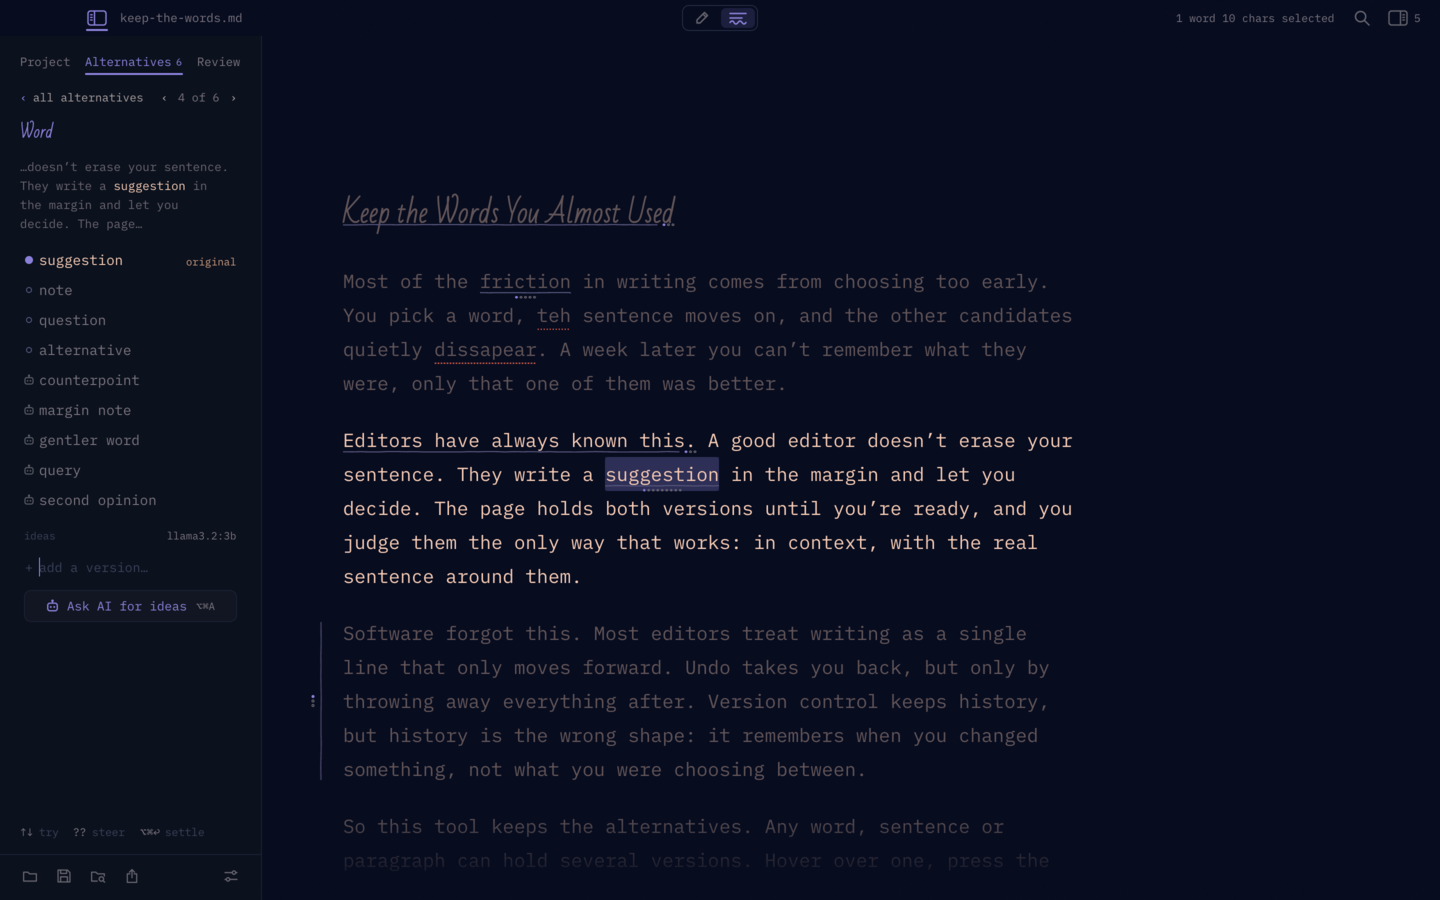 keep-the-words.md
1 word 10 chars selected
5
Project Alternatives 6 Review
‹ all alternatives ‹ 4 of 6 ›
Word
…doesn’t erase your sentence.
They write a suggestion in
the margin and let you
decide. The page…
suggestion original
note
question
alternative
counterpoint
margin note
gentler word
query
second opinion
ideas llama3.2:3b
+ add a version…
Ask AI for ideas ⌥⌘A
↑↓ try ?? steer ⌥⌘↩ settle
Keep the Words You Almost Used
Most of the friction in writing comes from choosing too early.
You pick a word, teh sentence moves on, and the other candidates
quietly dissapear. A week later you can’t remember what they
were, only that one of them was better.
Editors have always known this. A good editor doesn’t erase your
sentence. They write a suggestion in the margin and let you
decide. The page holds both versions until you’re ready, and you
judge them the only way that works: in context, with the real
sentence around them.
Software forgot this. Most editors treat writing as a single
line that only moves forward. Undo takes you back, but only by
throwing away everything after. Version control keeps history,
but history is the wrong shape: it remembers when you changed
something, not what you were choosing between.
So this tool keeps the alternatives. Any word, sentence or
paragraph can hold several versions. Hover over one, press the